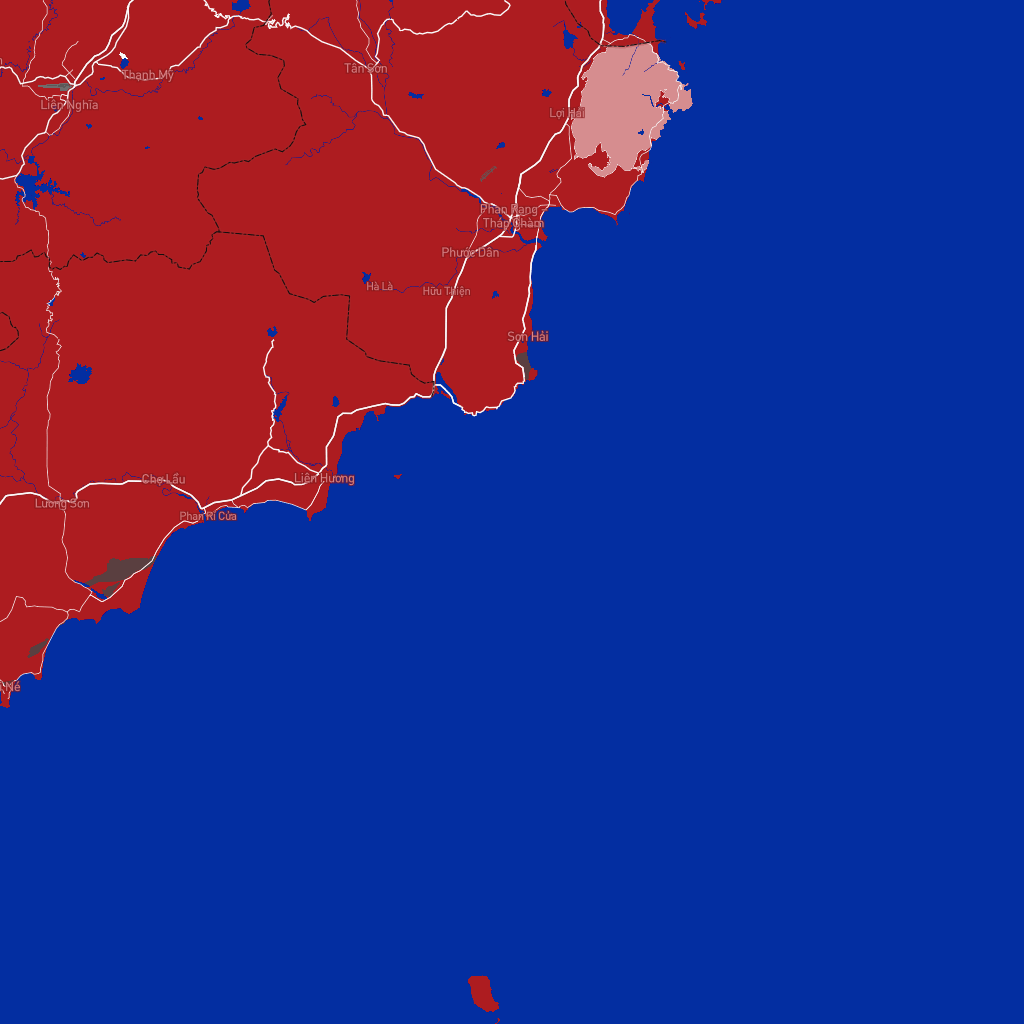 Tân Sơn
Thạnh Mỹ
Liên Nghĩa
Lợi Hải
Phan Rang -
Tháp Chàm
Phước Dân
Hà Là
Hữu Thiện
Sơn Hải
Chợ Lầu
Liên Hương
Lương Sơn
Phan Rí Cửa
Né